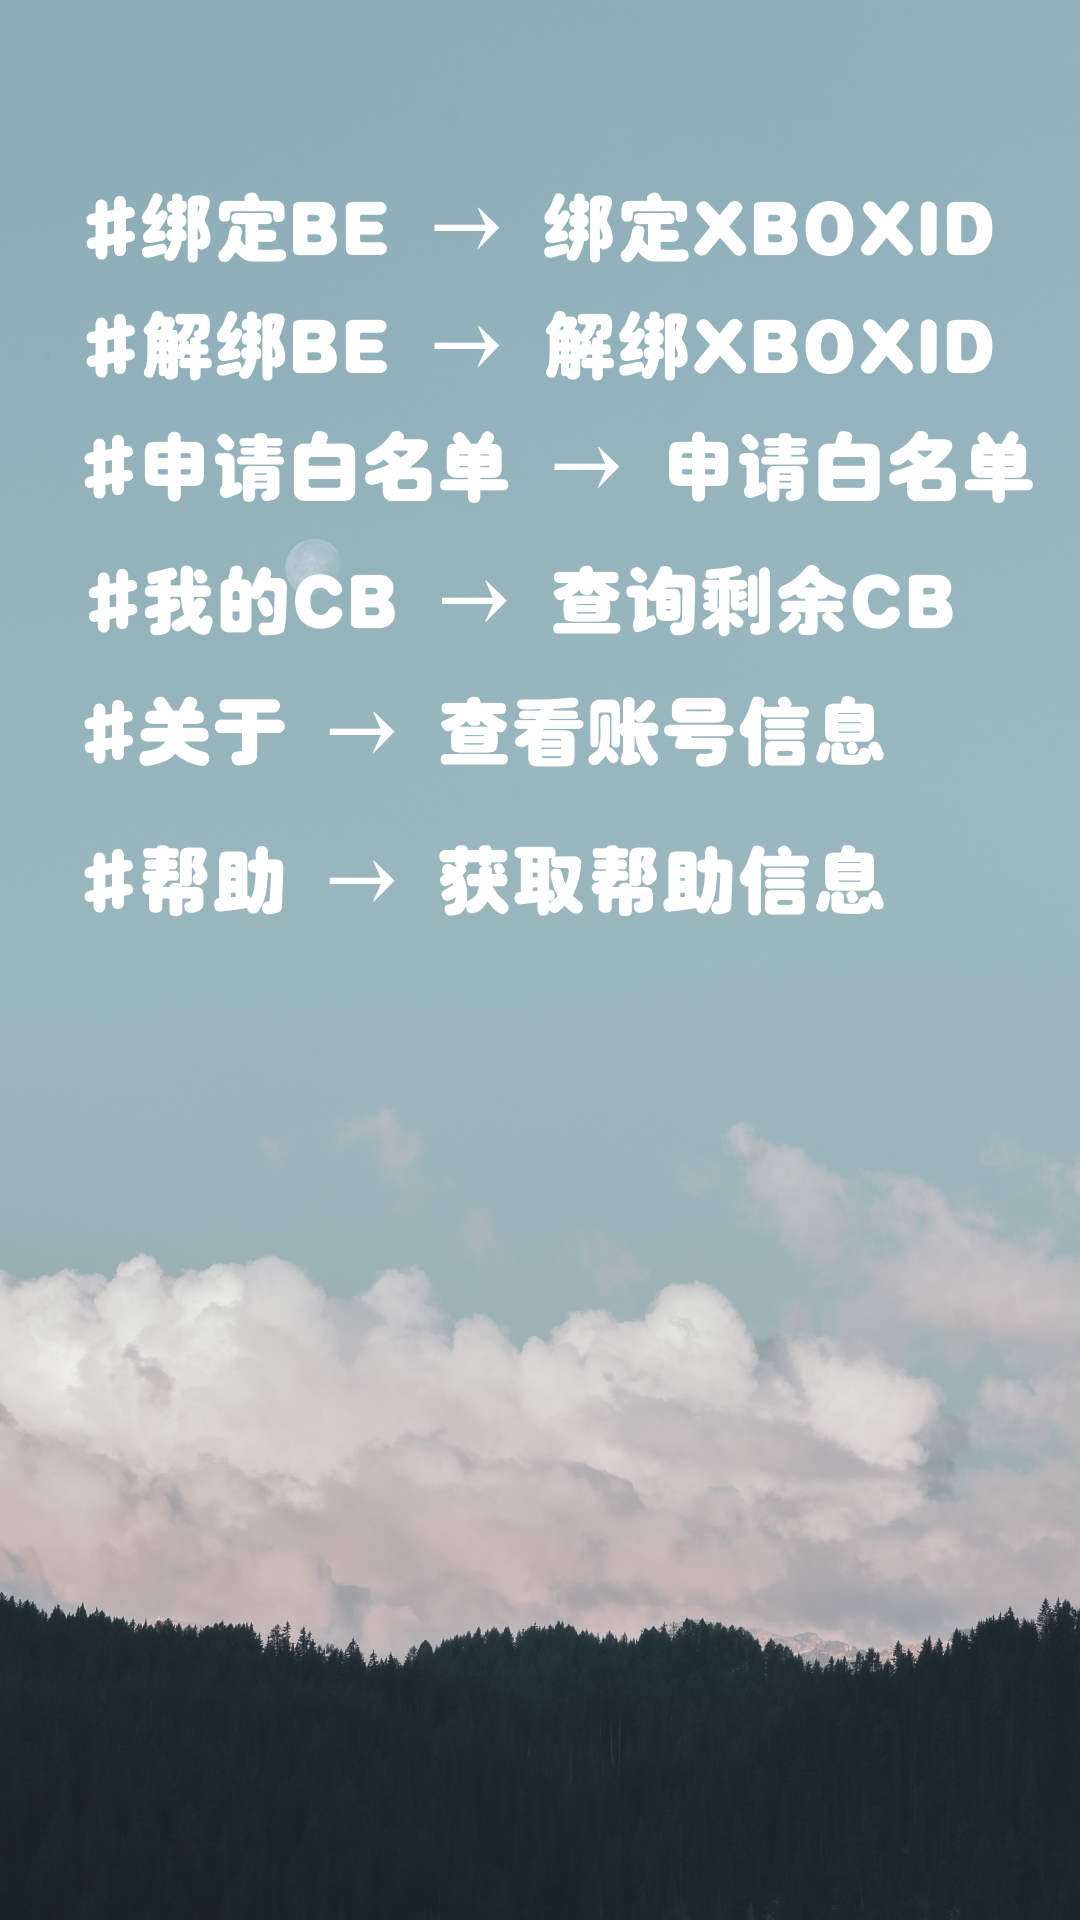 #绑定BE → 绑定XBOXID
#解绑BE → 解绑XBOXID
#申请白名单 → 申请白名单
#我的CB → 查询剩余CB
#关于 → 查看账号信息
#帮助 → 获取帮助信息